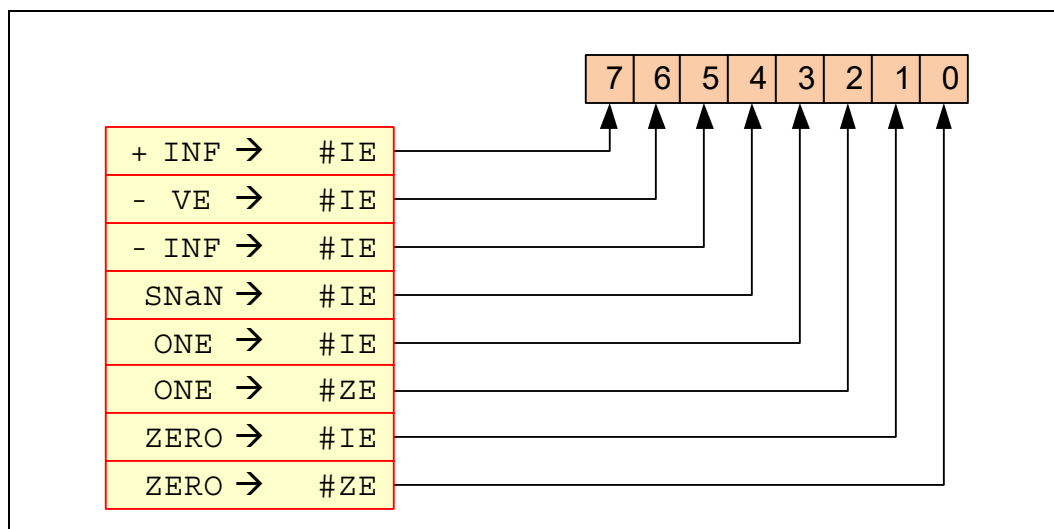 7 6 5 4 3 2 1 0
+ INF → #IE
- VE → #IE
- INF → #IE
SNaN → #IE
ONE → #IE
ONE → #ZE
ZERO → #IE
ZERO → #ZE